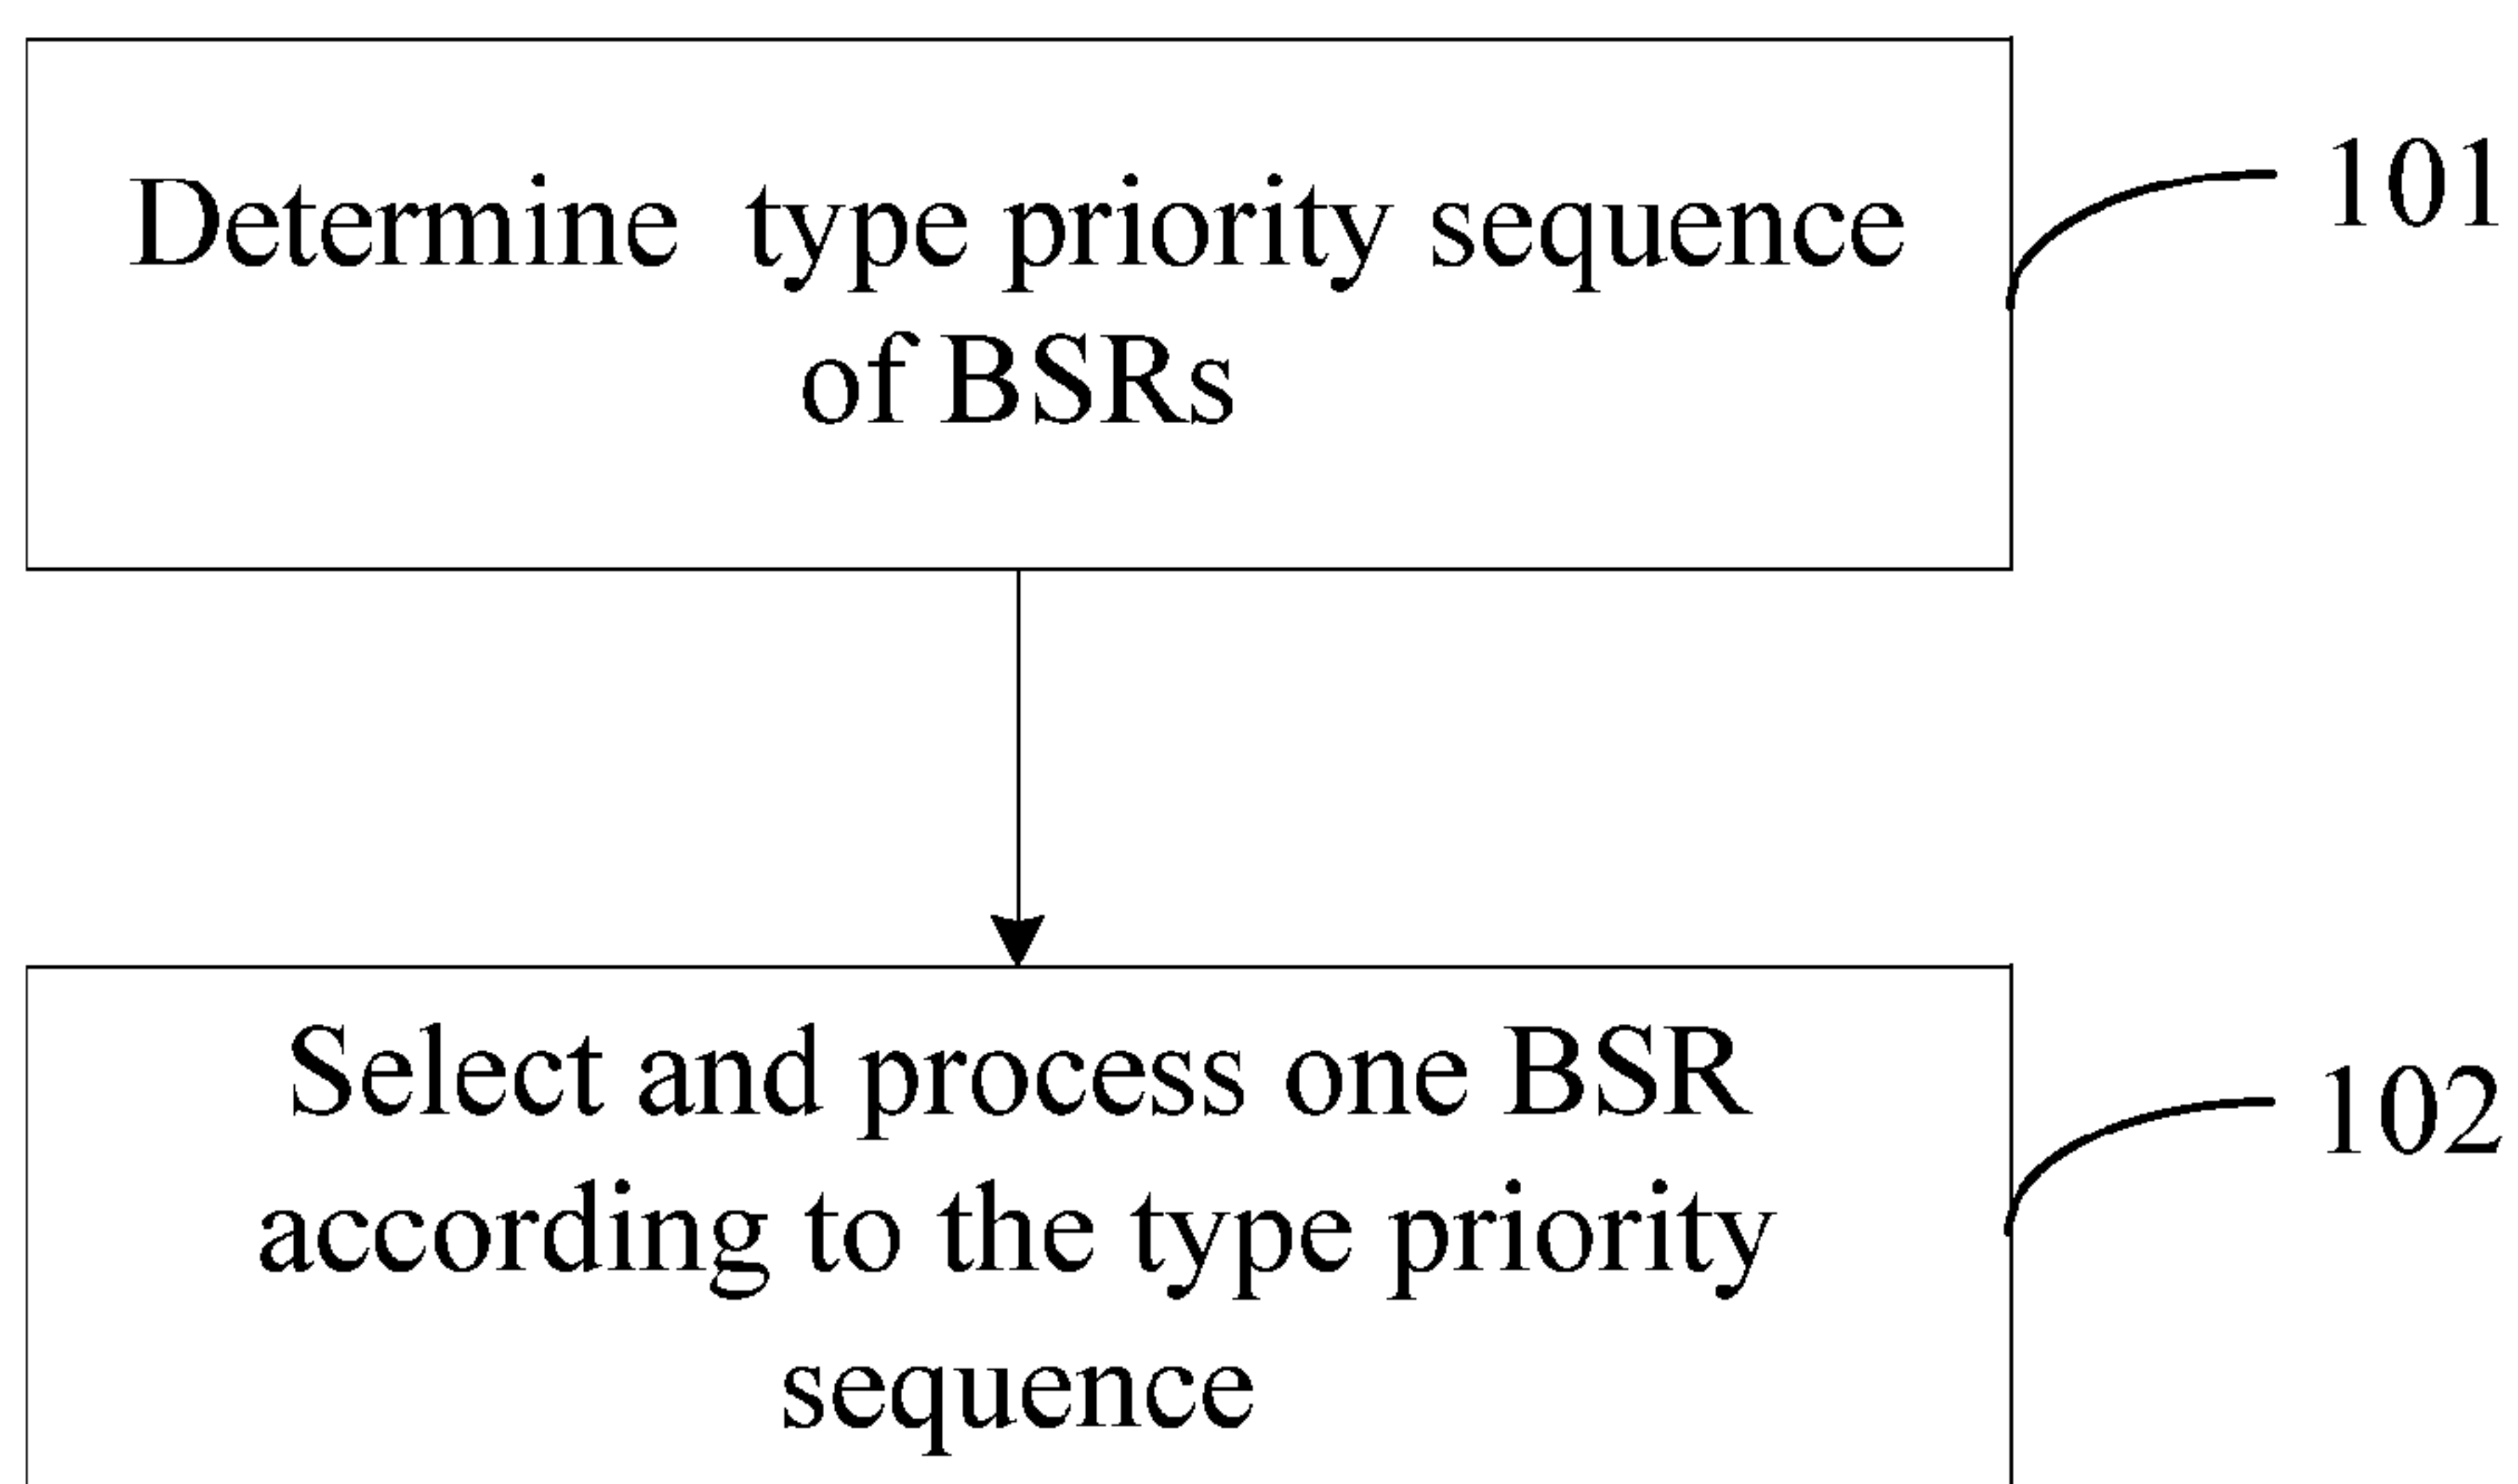 Determine type priority sequence
of BSRs
101
Select and process one BSR
according to the type priority
sequence
102